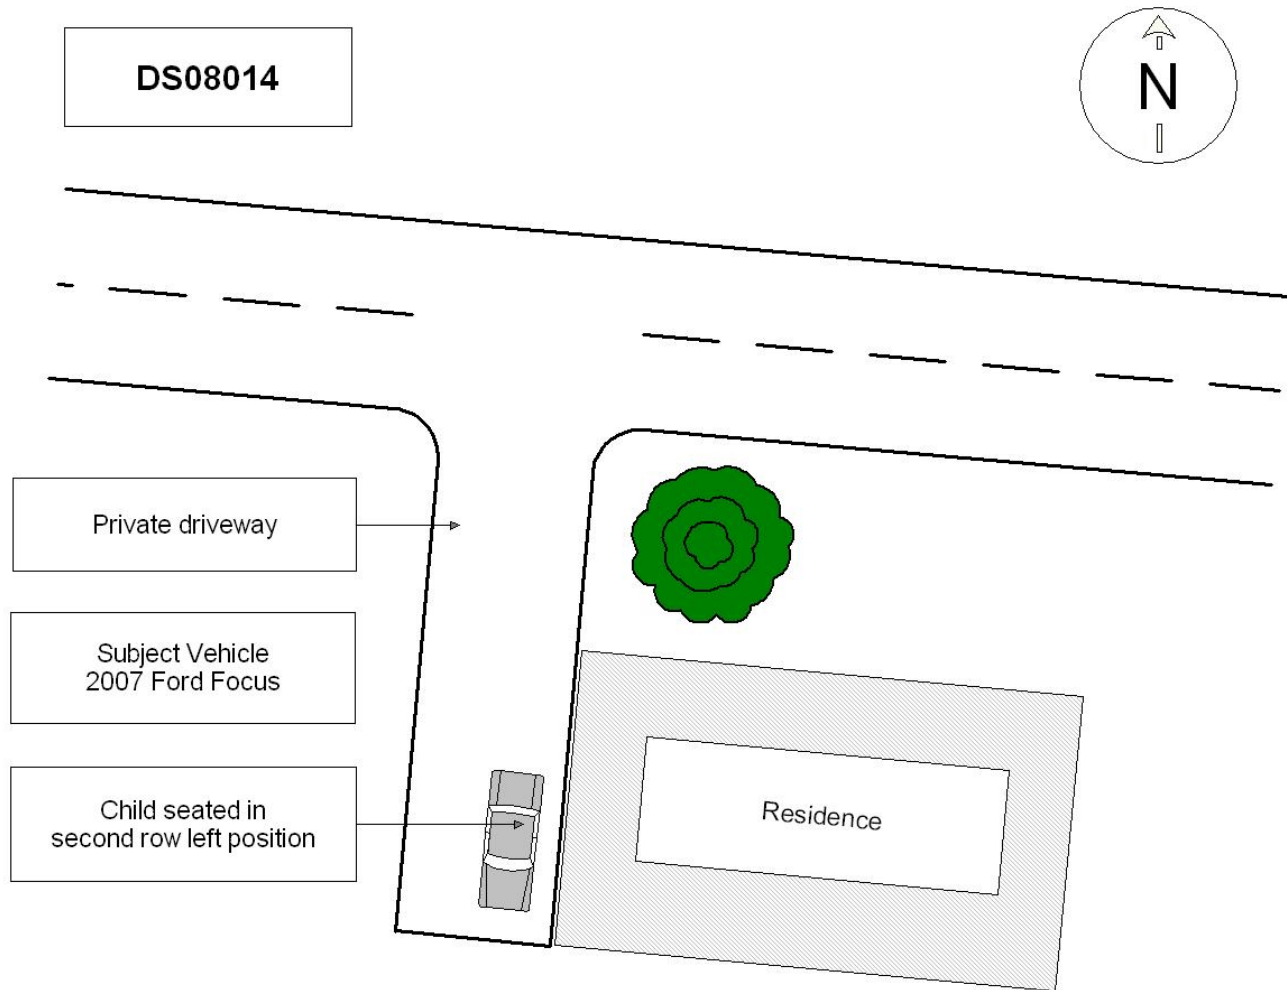 DS08014
N
Private driveway
Subject Vehicle
2007 Ford Focus
Child seated in
second row left position
Residence